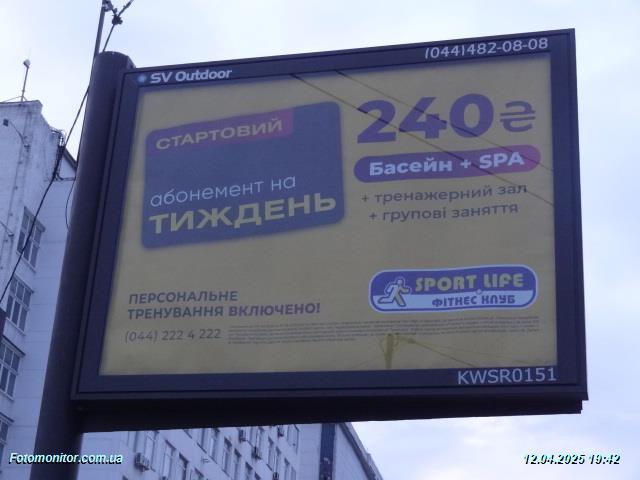 SV Outdoor
(044)482-08-08
СТАРТОВИЙ
абонемент на
ТИЖДЕНЬ
240₴
Басейн + SPA
+ тренажерний зал
+ групові заняття
SPORT LIFE
ФІТНЕС КЛУБ
ПЕРСОНАЛЬНЕ
ТРЕНУВАННЯ ВКЛЮЧЕНО!
(044) 222 4 222
KWSR0151
Fotomonitor.com.ua
12.04.2025 19:42